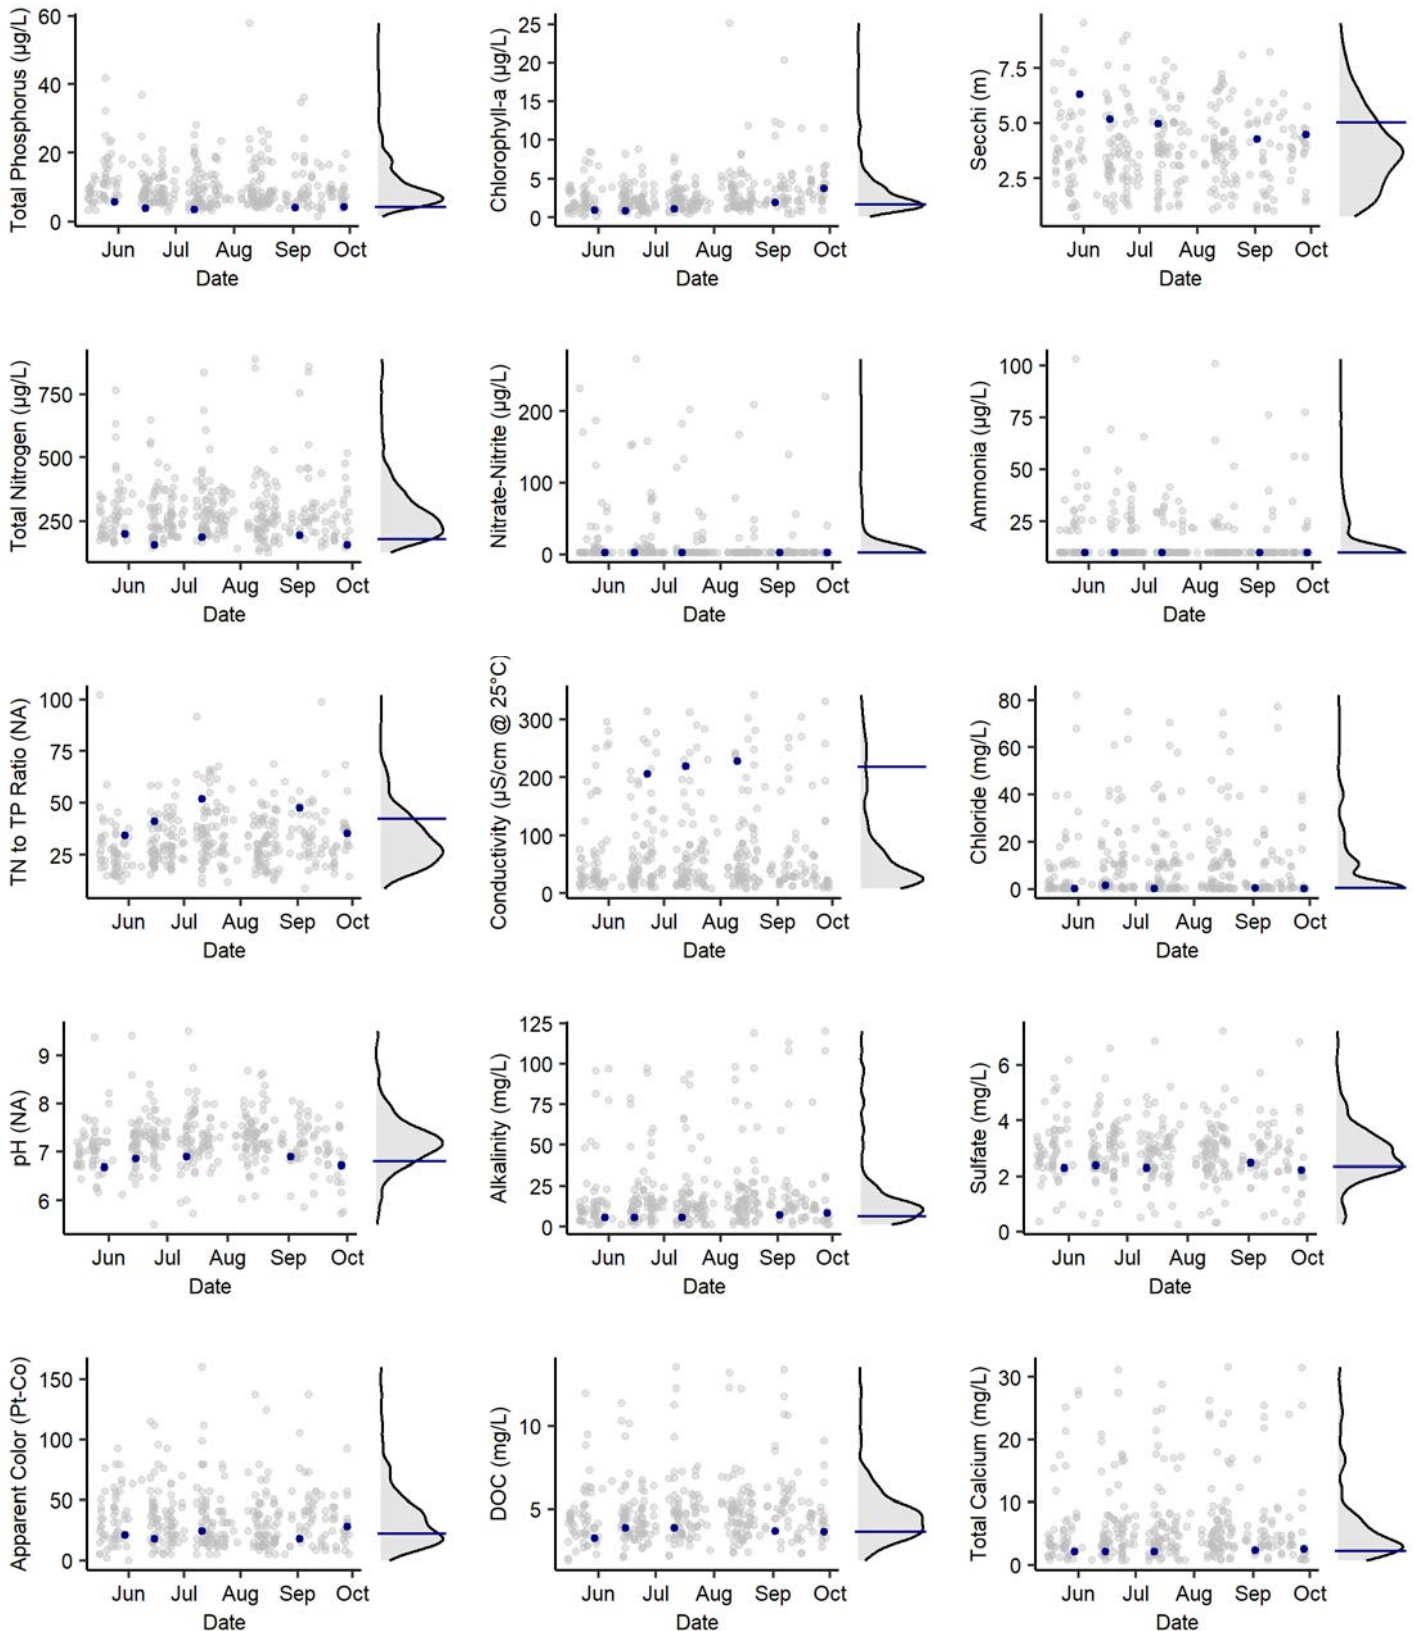 Total Phosphorus (µg/L)
60
40
20
0
Jun Jul Aug Sep Oct
Date
Chlorophyll-a (µg/L)
25
20
15
10
5
0
Jun Jul Aug Sep Oct
Date
Secchi (m)
7.5
5.0
2.5
Jun Jul Aug Sep Oct
Date
Total Nitrogen (µg/L)
750
500
250
Jun Jul Aug Sep Oct
Date
Nitrate-Nitrite (µg/L)
200
100
0
Jun Jul Aug Sep Oct
Date
Ammonia (µg/L)
100
75
50
25
Jun Jul Aug Sep Oct
Date
TN to TP Ratio (NA)
100
75
50
25
Jun Jul Aug Sep Oct
Date
Conductivity (µS/cm @ 25°C)
300
200
100
0
Jun Jul Aug Sep Oct
Date
Chloride (mg/L)
80
60
40
20
0
Jun Jul Aug Sep Oct
Date
pH (NA)
9
8
7
6
Jun Jul Aug Sep Oct
Date
Alkalinity (mg/L)
125
100
75
50
25
0
Jun Jul Aug Sep Oct
Date
Sulfate (mg/L)
6
4
2
0
Jun Jul Aug Sep Oct
Date
Apparent Color (Pt-Co)
150
100
50
0
Jun Jul Aug Sep Oct
Date
DOC (mg/L)
10
5
Jun Jul Aug Sep Oct
Date
Total Calcium (mg/L)
30
20
10
0
Jun Jul Aug Sep Oct
Date